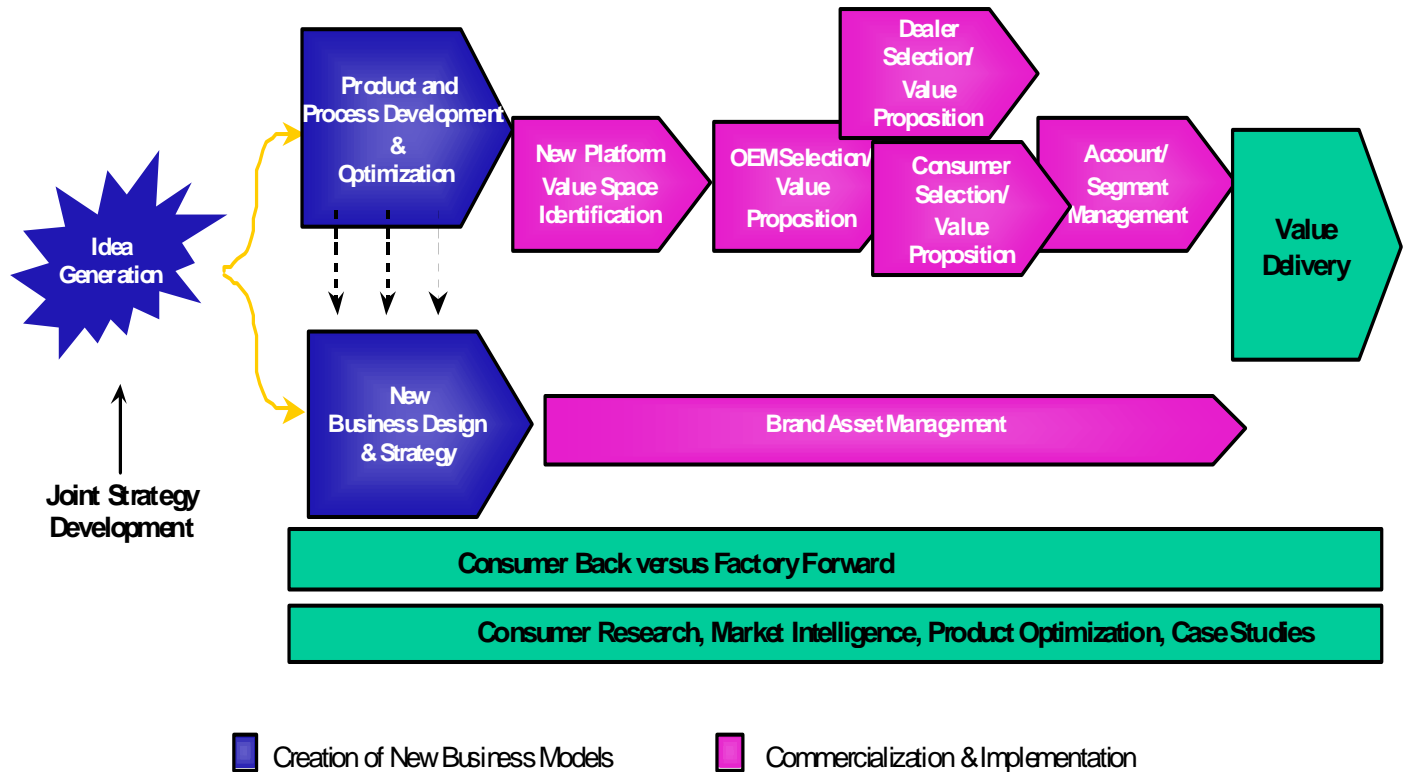 Idea
Generation
Joint Strategy
Development
Product and
Process Development
&
Optimization
New
Business Design
& Strategy
New Platform
Value Space
Identification
OEM Selection/
Value
Proposition
Dealer
Selection/
Value
Proposition
Consumer
Selection/
Value
Proposition
Account/
Segment
Management
Value
Delivery
Brand Asset Management
Consumer Back versus Factory Forward
Consumer Research, Market Intelligence, Product Optimization, Case Studies
Creation of New Business Models
Commercialization & Implementation